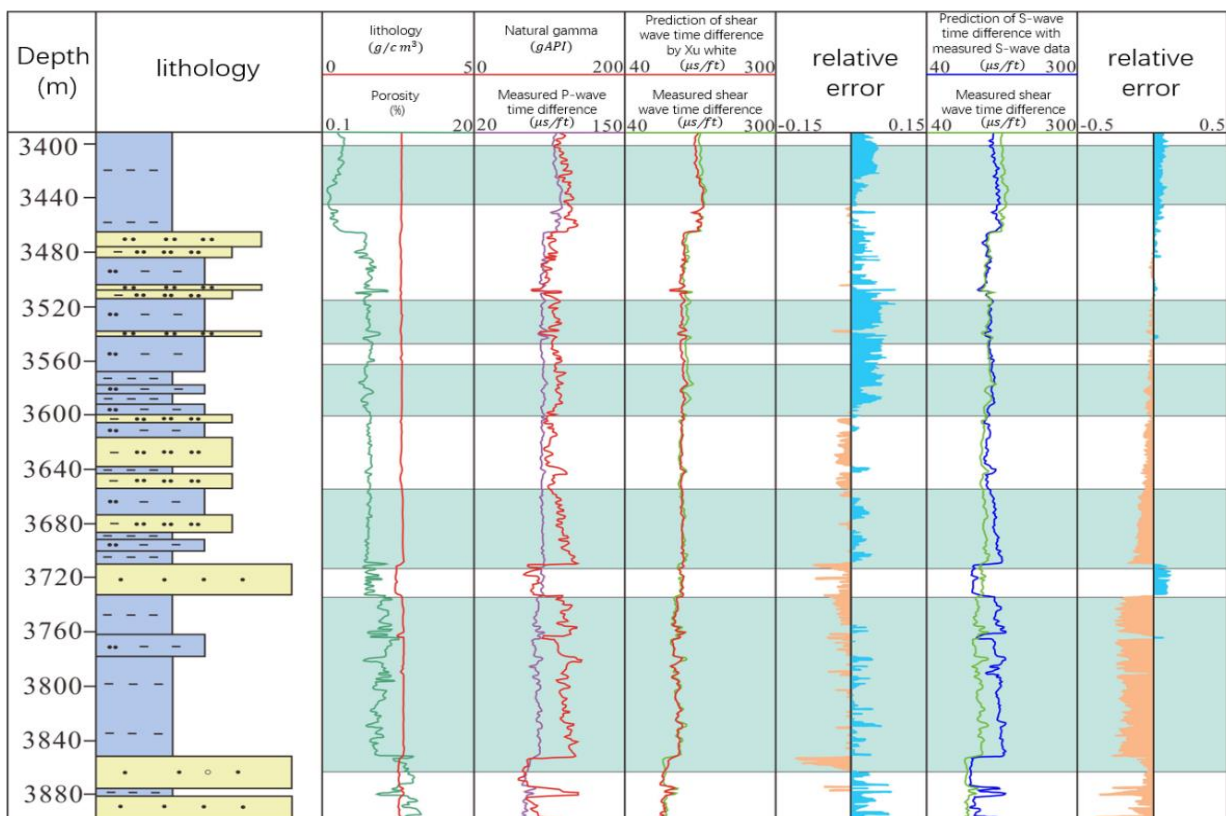 Depth
(m)
lithology
lithology
(g/cm³)
0 5
Porosity
(%)
0.1 20
Natural gamma
(gAPI)
0 200
Measured P-wave
time difference
(μs/ft)
20 150
Prediction of shear
wave time difference
by Xu white
(μs/ft)
40 300
Measured shear
wave time difference
(μs/ft)
40 300
relative
error
-0.15 0.15
Prediction of S-wave
time difference with
measured S-wave data
(μs/ft)
40 300
Measured shear
wave time difference
(μs/ft)
40 300
relative
error
-0.5 0.5
3400
3440
3480
3520
3560
3600
3640
3680
3720
3760
3800
3840
3880